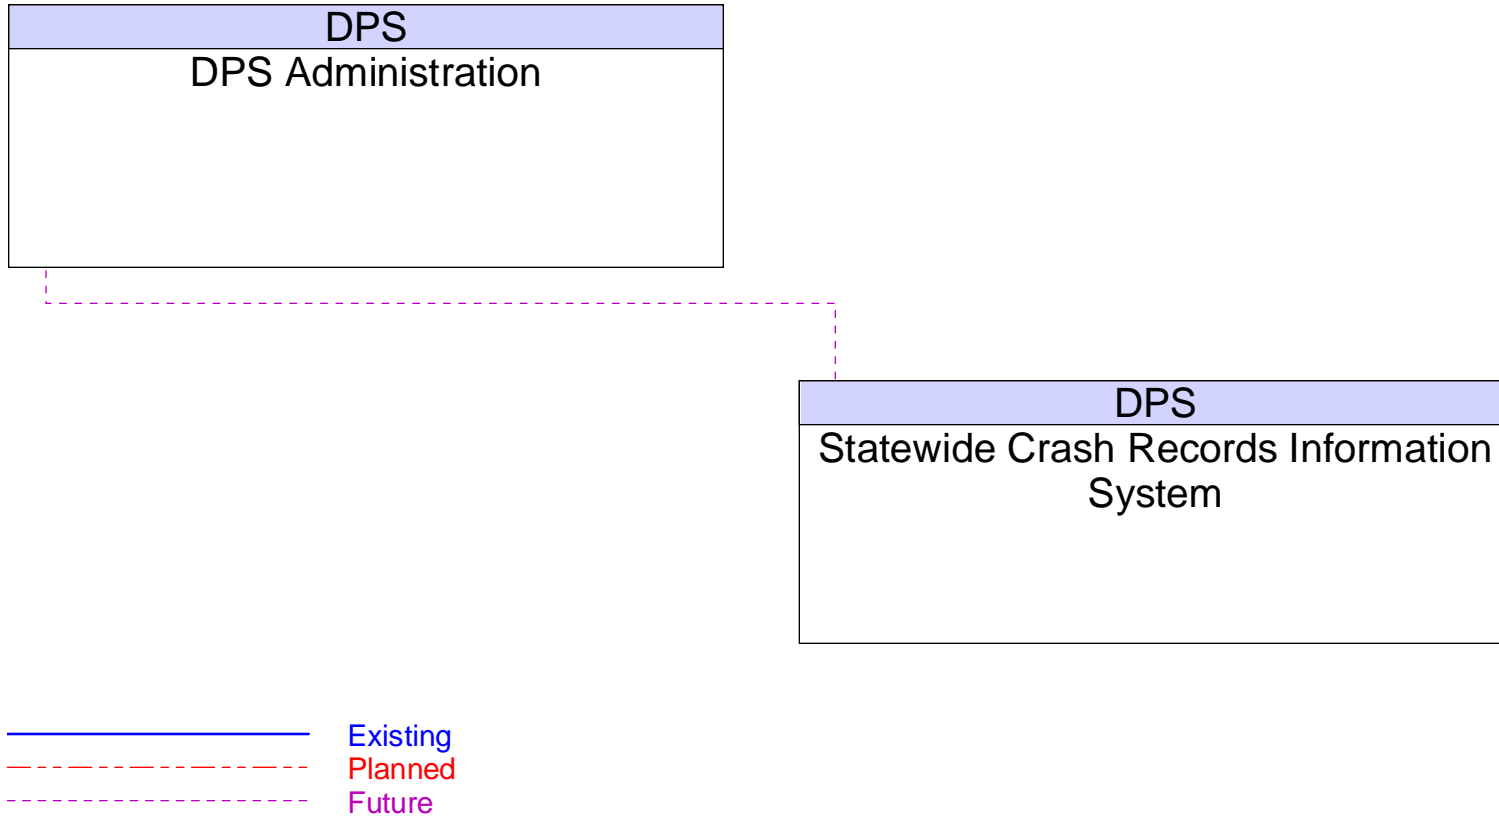 DPS
DPS Administration
DPS
Statewide Crash Records Information
System
Existing
Planned
Future